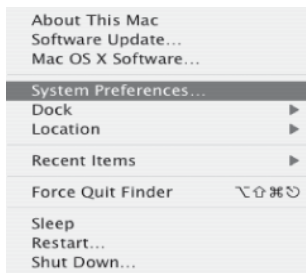 About This Mac
Software Update...
Mac OS X Software...
System Preferences...
Dock ▶
Location ▶
Recent Items ▶
Force Quit Finder ⌥⇧⌘⎋
Sleep
Restart...
Shut Down...